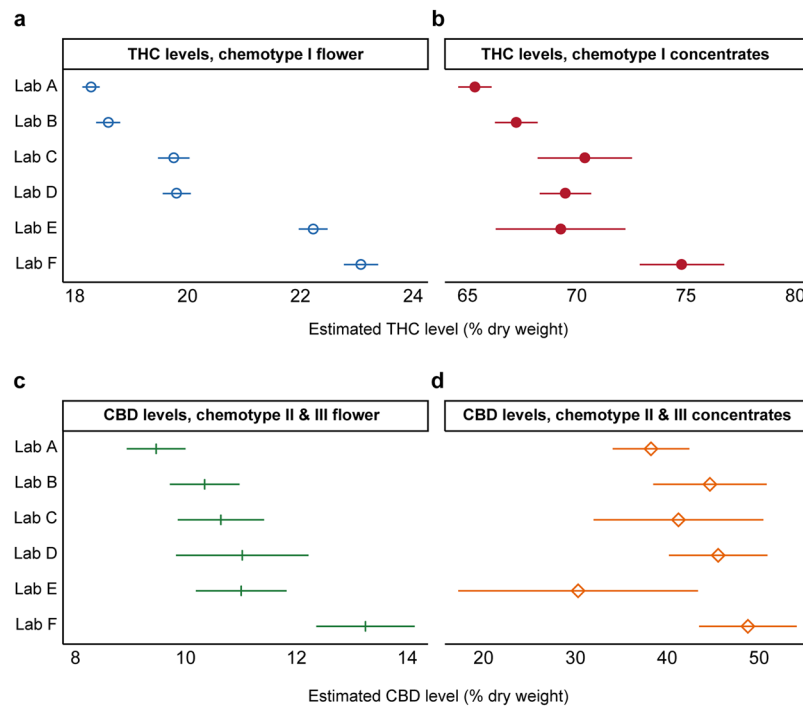 a
b
THC levels, chemotype I flower
THC levels, chemotype I concentrates
Lab A
Lab B
Lab C
Lab D
Lab E
Lab F
18 20 22 24
65 70 75 80
Estimated THC level (% dry weight)
c
d
CBD levels, chemotype II & III flower
CBD levels, chemotype II & III concentrates
Lab A
Lab B
Lab C
Lab D
Lab E
Lab F
8 10 12 14
20 30 40 50
Estimated CBD level (% dry weight)